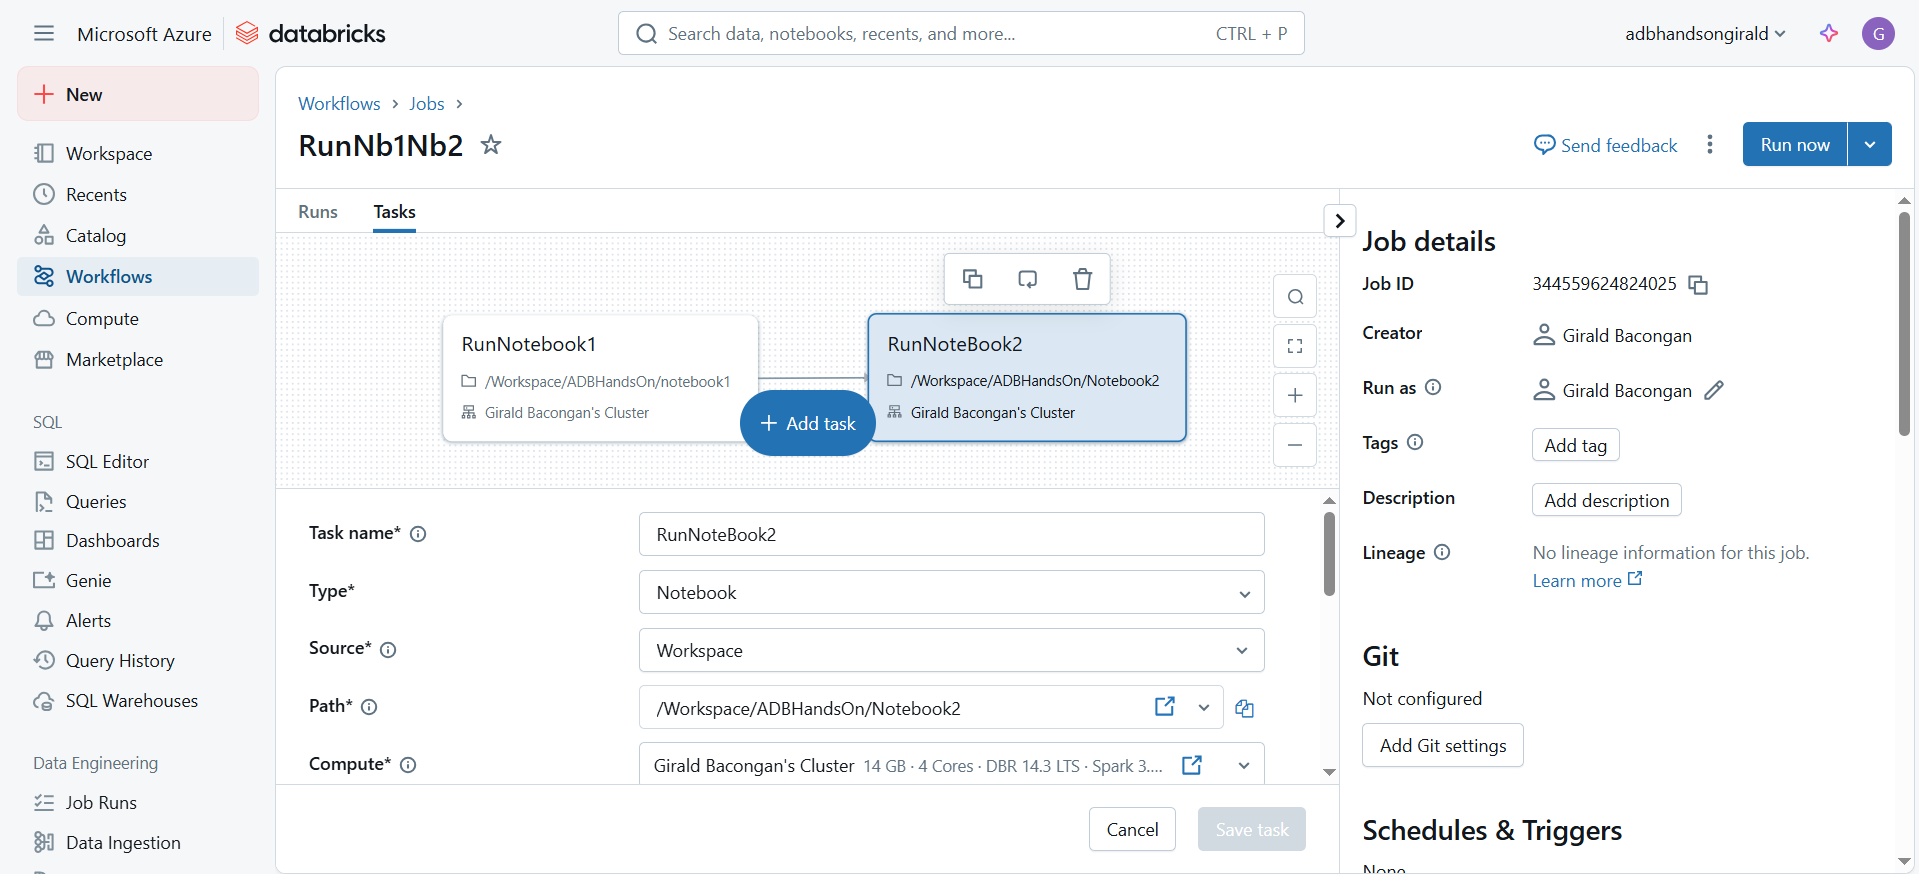 Microsoft Azure databricks
Search data, notebooks, recents, and more... CTRL + P
adbhandsongirald
G
New
Workspace
Recents
Catalog
Workflows
Compute
Marketplace
SQL
SQL Editor
Queries
Dashboards
Genie
Alerts
Query History
SQL Warehouses
Data Engineering
Job Runs
Data Ingestion
Workflows > Jobs >
RunNb1Nb2
Send feedback
Run now
Runs Tasks
RunNotebook1
/Workspace/ADBHandsOn/notebook1
Girald Bacongan's Cluster
+ Add task
RunNoteBook2
/Workspace/ADBHandsOn/Notebook2
Girald Bacongan's Cluster
Task name* RunNoteBook2
Type* Notebook
Source* Workspace
Path* /Workspace/ADBHandsOn/Notebook2
Compute* Girald Bacongan's Cluster 14 GB · 4 Cores · DBR 14.3 LTS · Spark 3....
Cancel Save task
Job details
Job ID 344559624824025
Creator Girald Bacongan
Run as Girald Bacongan
Tags Add tag
Description Add description
Lineage No lineage information for this job.
Learn more
Git
Not configured
Add Git settings
Schedules & Triggers
None